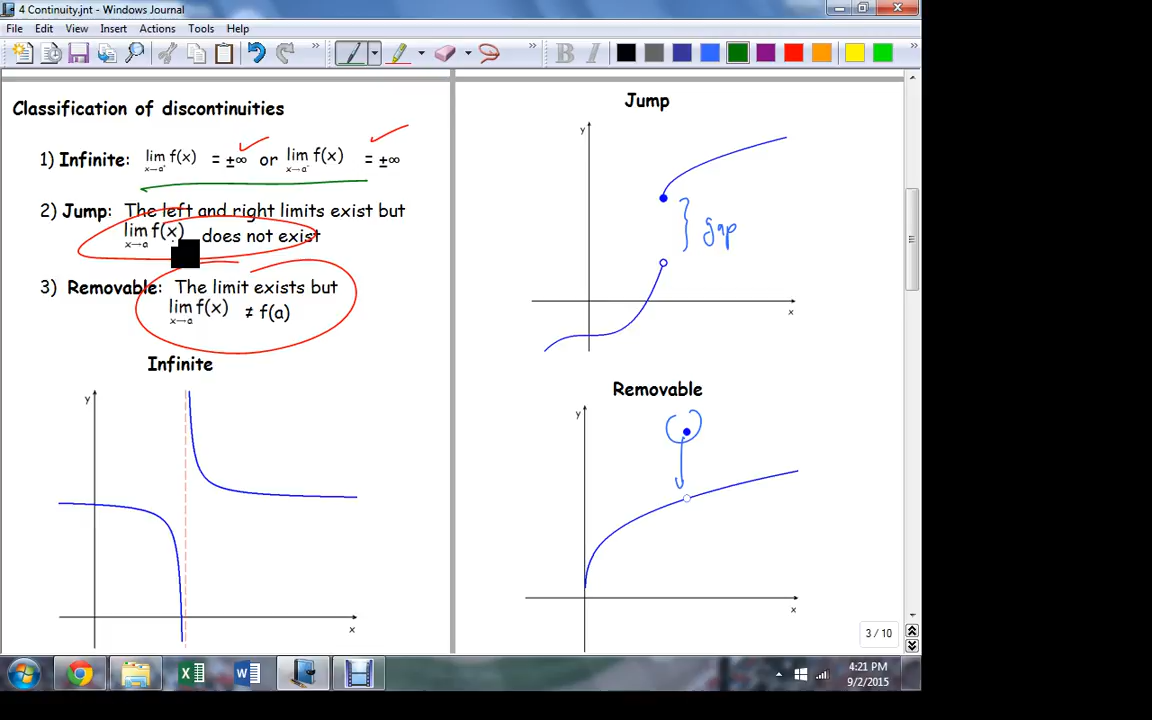 4 Continuity.jnt - Windows Journal
File Edit View Insert Actions Tools Help
Classification of discontinuities
1) Infinite: lim f(x) = ±∞ or lim f(x) = ±∞
x→a⁻ x→a⁺
2) Jump: The left and right limits exist but
lim f(x) does not exist
x→a
3) Removable: The limit exists but
lim f(x) ≠ f(a)
x→a
Infinite
y
x
Jump
y
gap
x
Removable
y
x
3 / 10
4:21 PM
9/2/2015